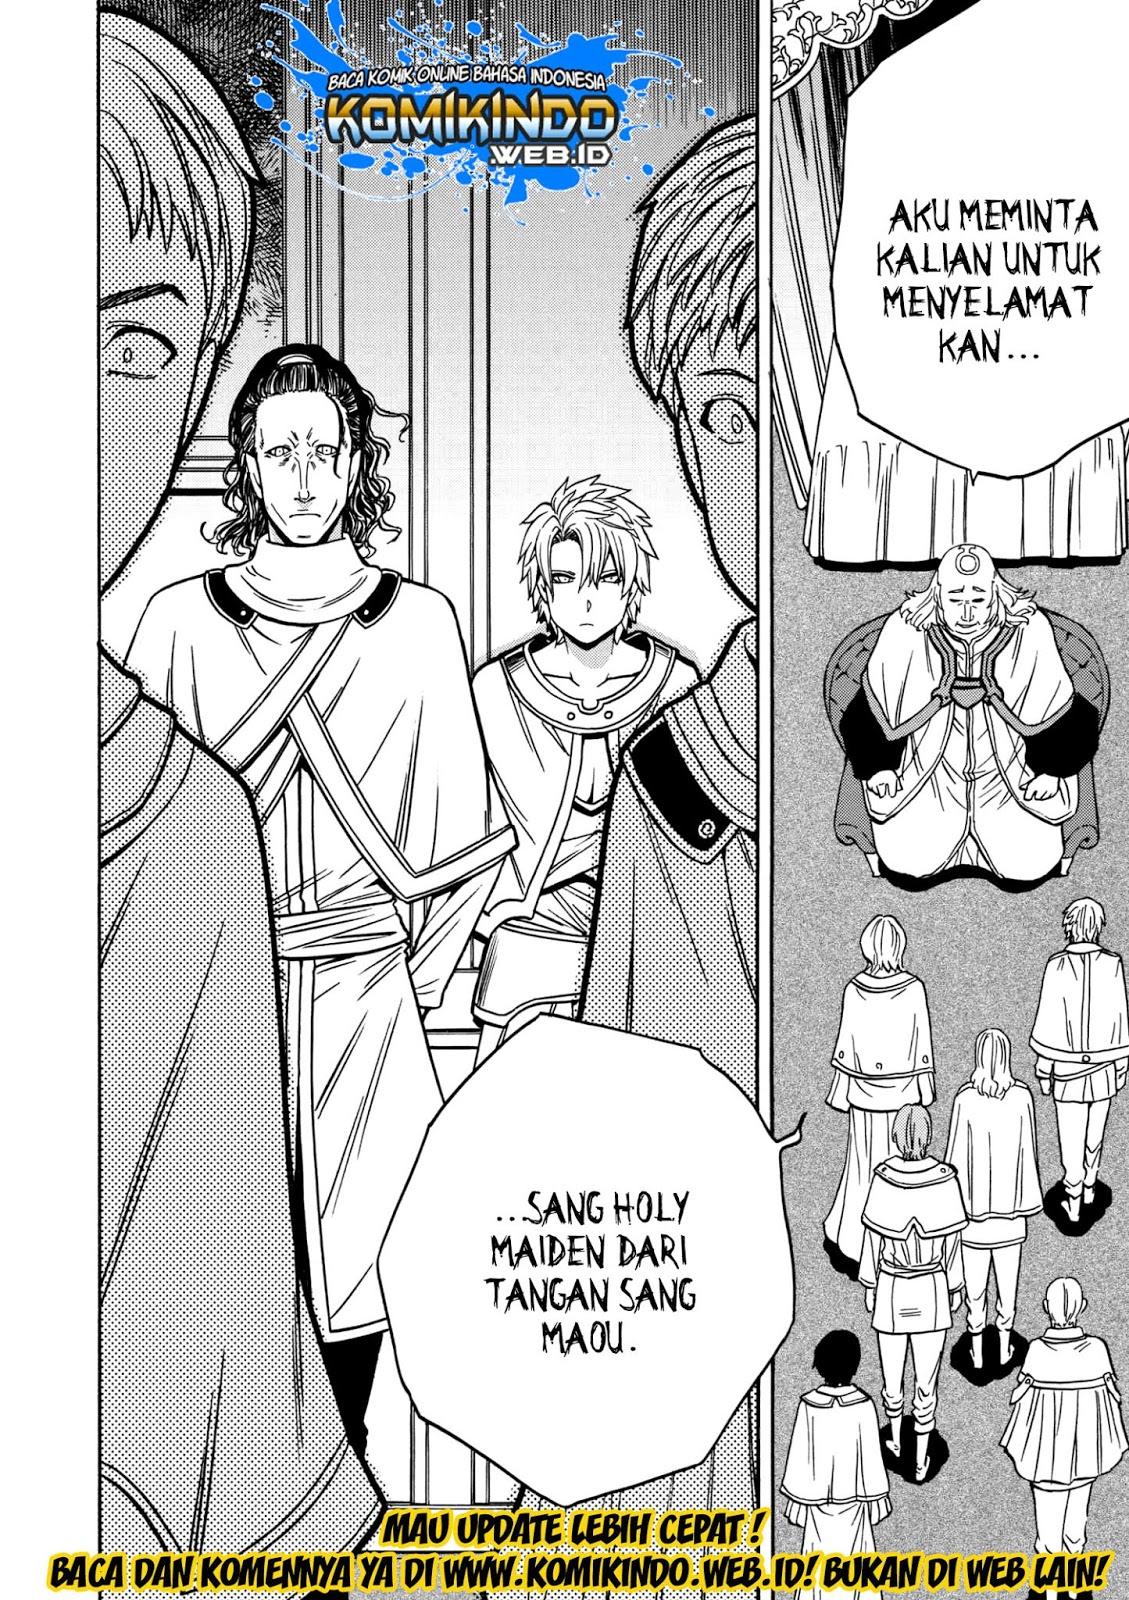 BACA KOMIK ONLINE BAHASA INDONESIA
KOMIKINDO
WEB.ID
AKU MEMINTA
KALIAN UNTUK
MENYELAMAT
KAN...
...SANG HOLY
MAIDEN DARI
TANGAN SANG
MAOU.
MAU UPDATE LEBIH CEPAT !
BACA DAN KOMENNYA YA DI WWW.KOMIKINDO.WEB.ID! BUKAN DI WEB LAIN!